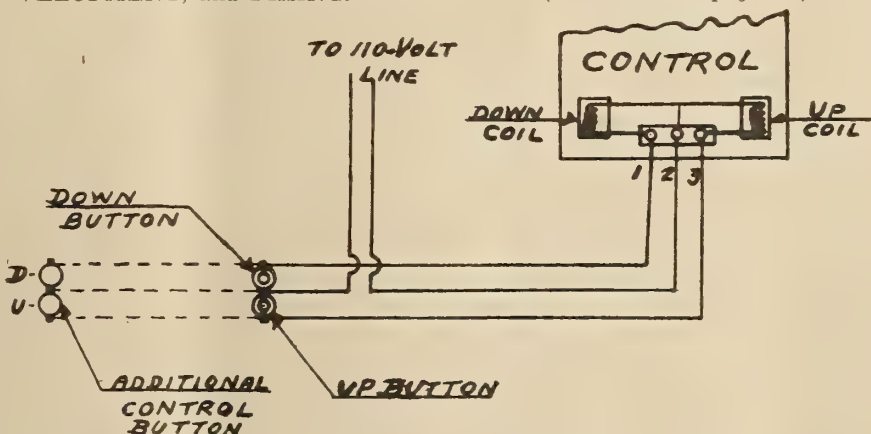 TO 110-VOLT
LINE
CONTROL
DOWN
COIL
UP
COIL
1 2 3
DOWN
BUTTON
D-
U-
ADDITIONAL
CONTROL
BUTTON
UP BUTTON